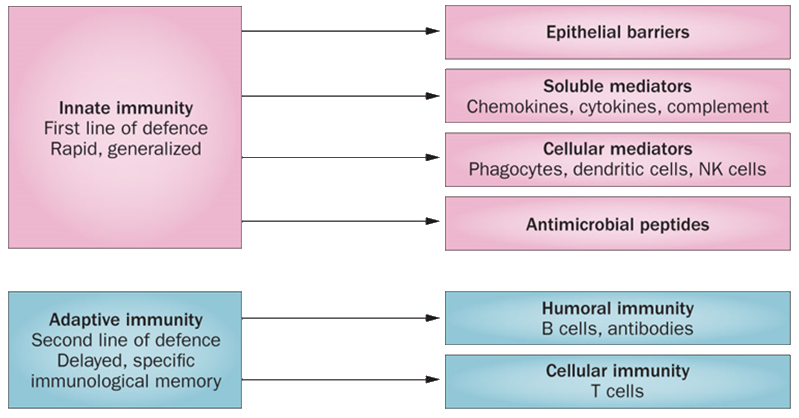 Innate immunity
First line of defence
Rapid, generalized
Epithelial barriers
Soluble mediators
Chemokines, cytokines, complement
Cellular mediators
Phagocytes, dendritic cells, NK cells
Antimicrobial peptides
Adaptive immunity
Second line of defence
Delayed, specific
immunological memory
Humoral immunity
B cells, antibodies
Cellular immunity
T cells